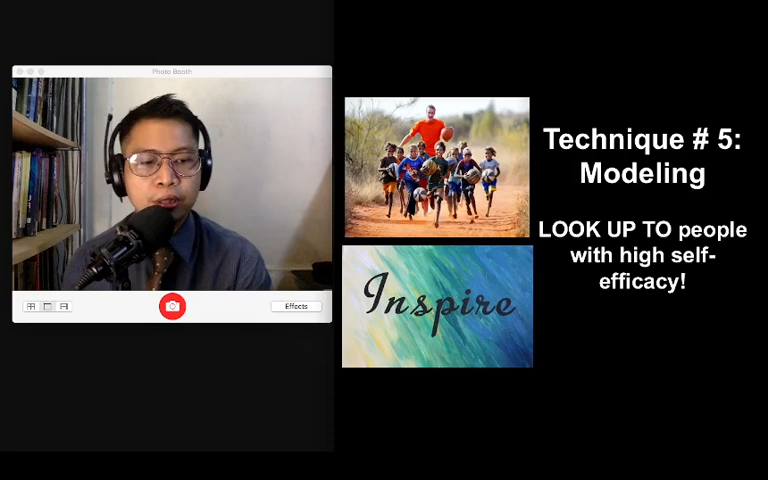 Photo Booth
Effects
Inspire
Technique # 5:
Modeling
LOOK UP TO people
with high self-
efficacy!